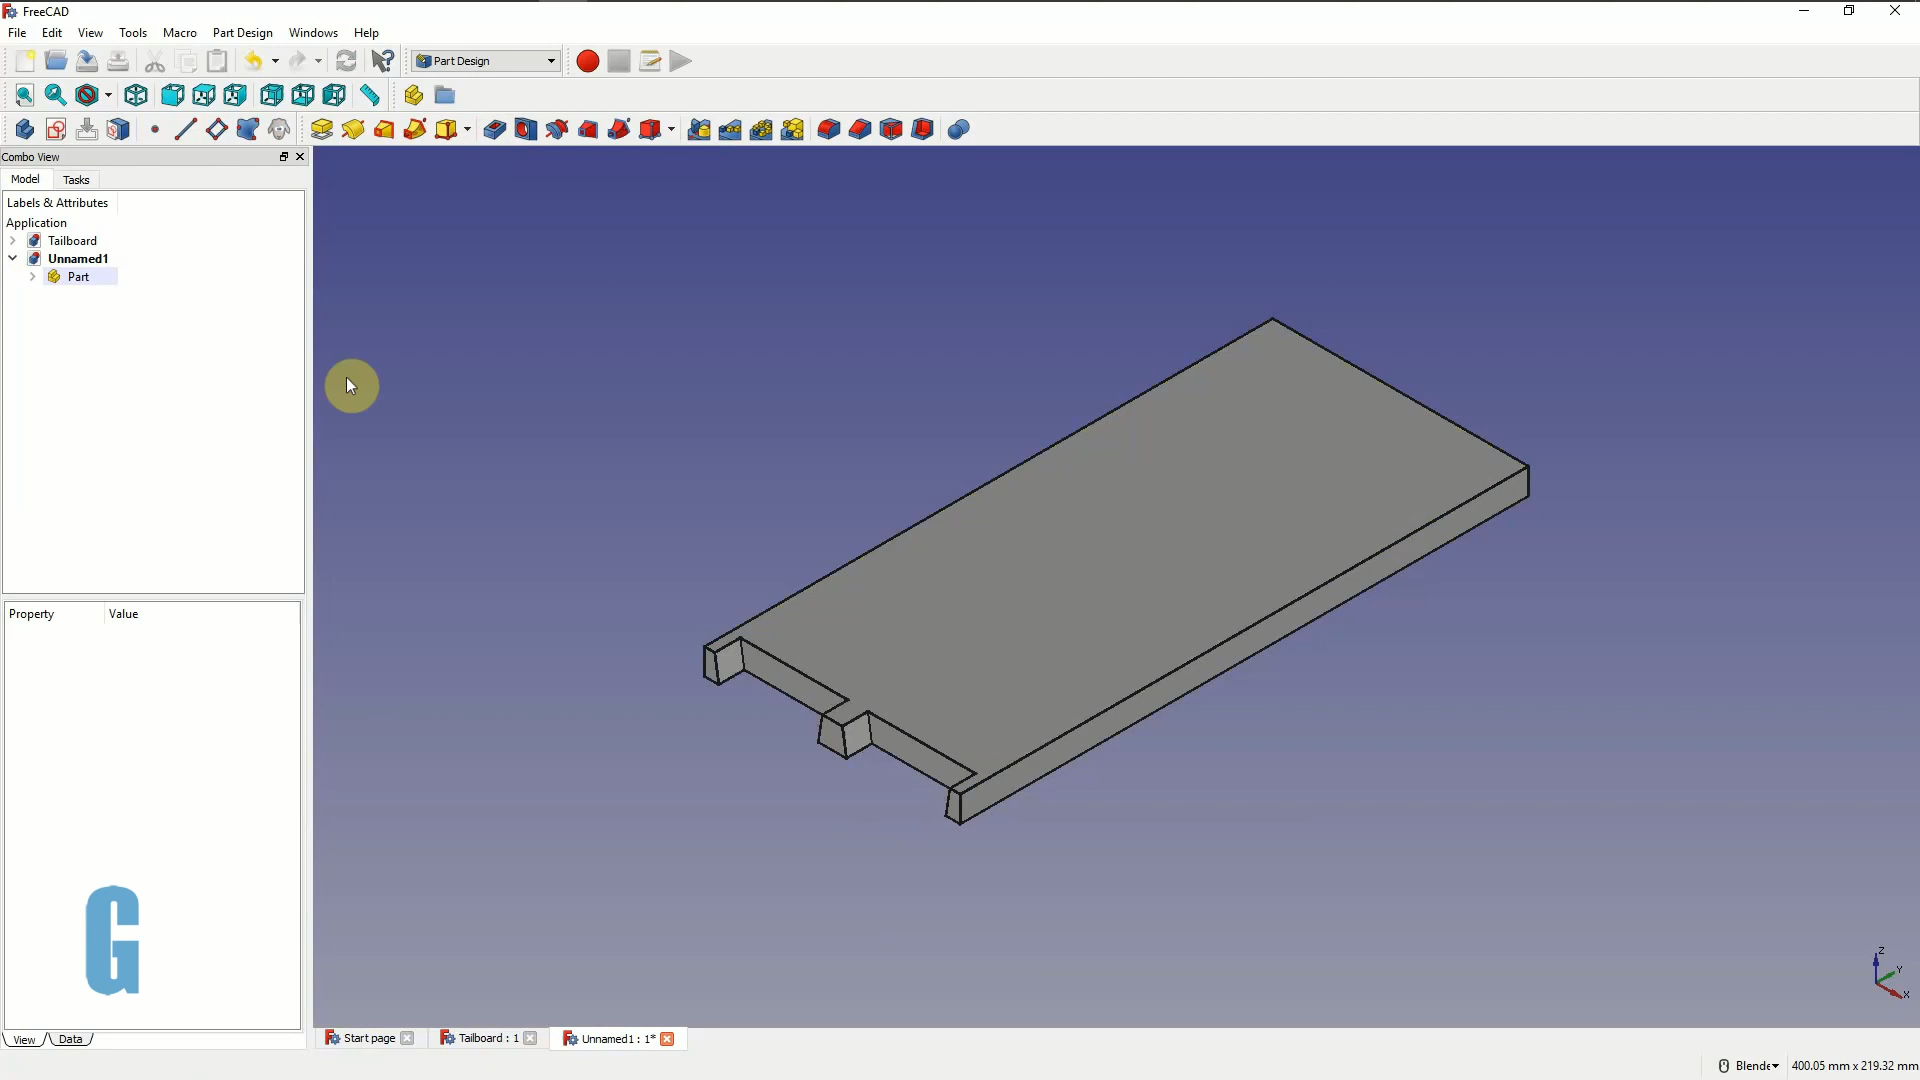 FreeCAD
File Edit View Tools Macro Part Design Windows Help
Part Design
Combo View
Model Tasks
Labels & Attributes
Application
Tailboard
Unnamed1
Part
Property Value
G
Z
Y
X
View Data
Start page Tailboard : 1 Unnamed1 : 1*
Blende 400.05 mm x 219.32 mm